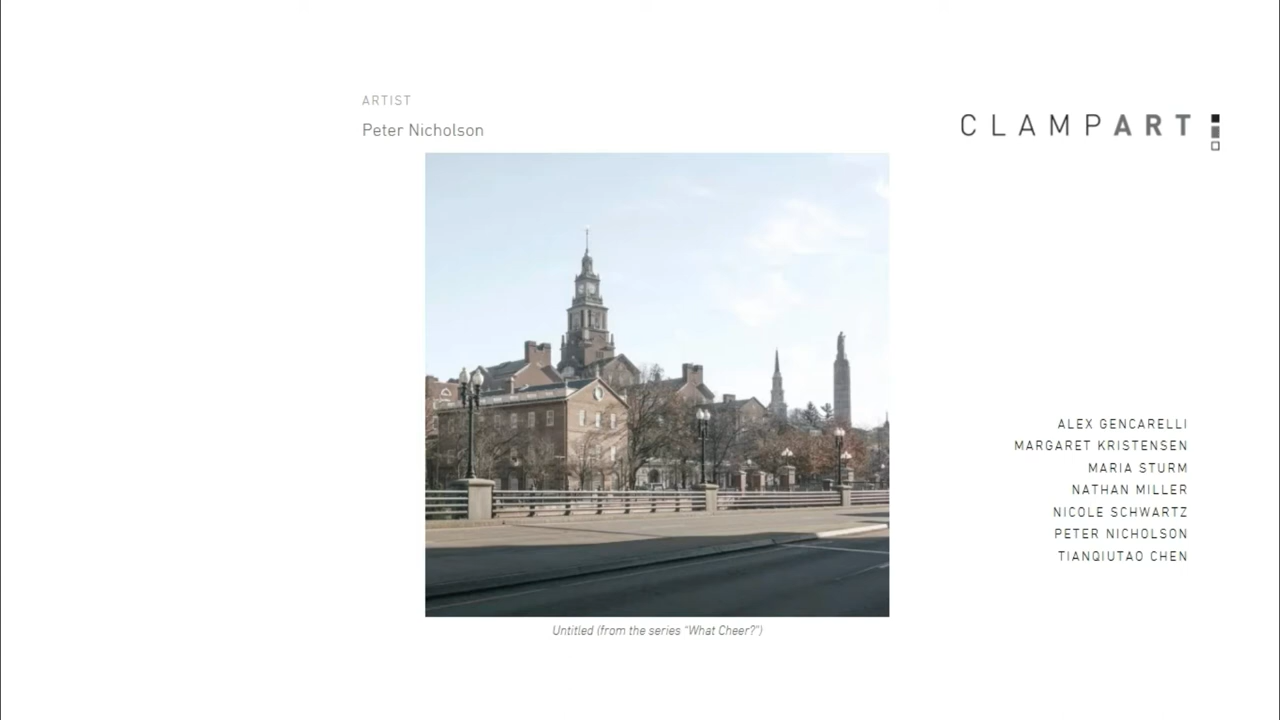 ARTIST
Peter Nicholson
CLAMPART
Untitled (from the series "What Cheer?")
ALEX GENCARELLI
MARGARET KRISTENSEN
MARIA STURM
NATHAN MILLER
NICOLE SCHWARTZ
PETER NICHOLSON
TIANQIUTAO CHEN